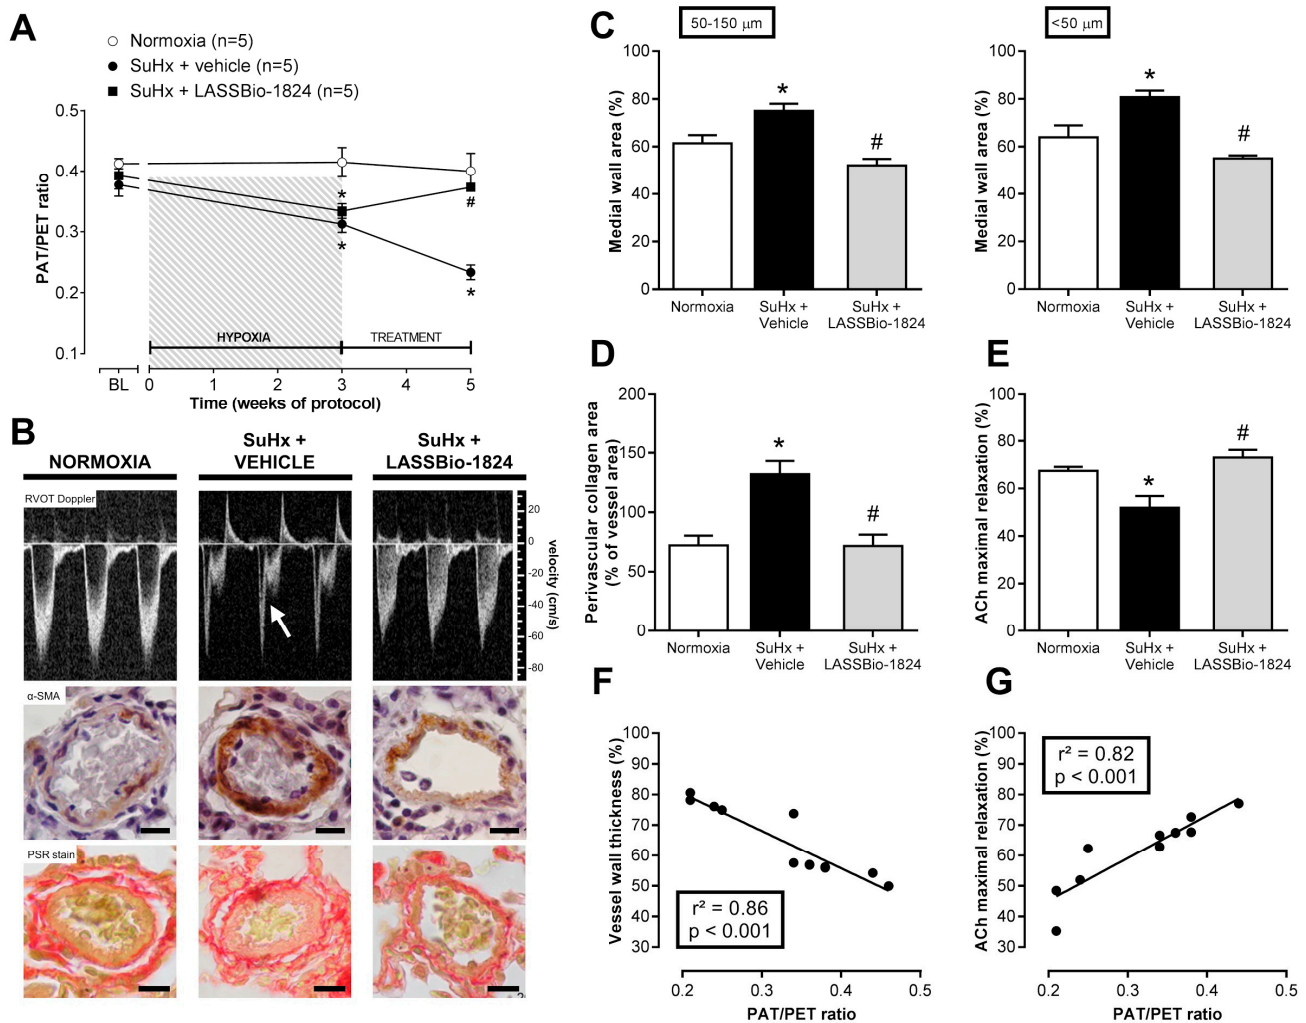 A
Normoxia (n=5)
SuHx + vehicle (n=5)
SuHx + LASSBio-1824 (n=5)
PAT/PET ratio
0.5
0.4
0.3
0.2
0.1
*
*
#
*
HYPOXIA
TREATMENT
BL 0 1 2 3 4 5
Time (weeks of protocol)
B
NORMOXIA
SuHx +
VEHICLE
SuHx +
LASSBio-1824
RVOT Doppler
20
0
-20
-40
-60
-80
velocity (cm/s)
α-SMA
PSR stain
C
50-150 µm
Medial wall area (%)
100
80
60
40
20
0
*
#
Normoxia
SuHx +
Vehicle
SuHx +
LASSBio-1824
<50 µm
Medial wall area (%)
100
80
60
40
20
0
*
#
Normoxia
SuHx +
Vehicle
SuHx +
LASSBio-1824
D
Perivascular collagen area
(% of vessel area)
200
150
100
50
0
*
#
Normoxia
SuHx +
Vehicle
SuHx +
LASSBio-1824
E
ACh maximal relaxation (%)
100
80
60
40
20
0
*
#
Normoxia
SuHx +
Vehicle
SuHx +
LASSBio-1824
F
Vessel wall thickness (%)
100
90
80
70
60
50
40
30
r² = 0.86
p < 0.001
0.2 0.3 0.4 0.5
PAT/PET ratio
G
ACh maximal relaxation (%)
100
90
80
70
60
50
40
30
r² = 0.82
p < 0.001
0.2 0.3 0.4 0.5
PAT/PET ratio